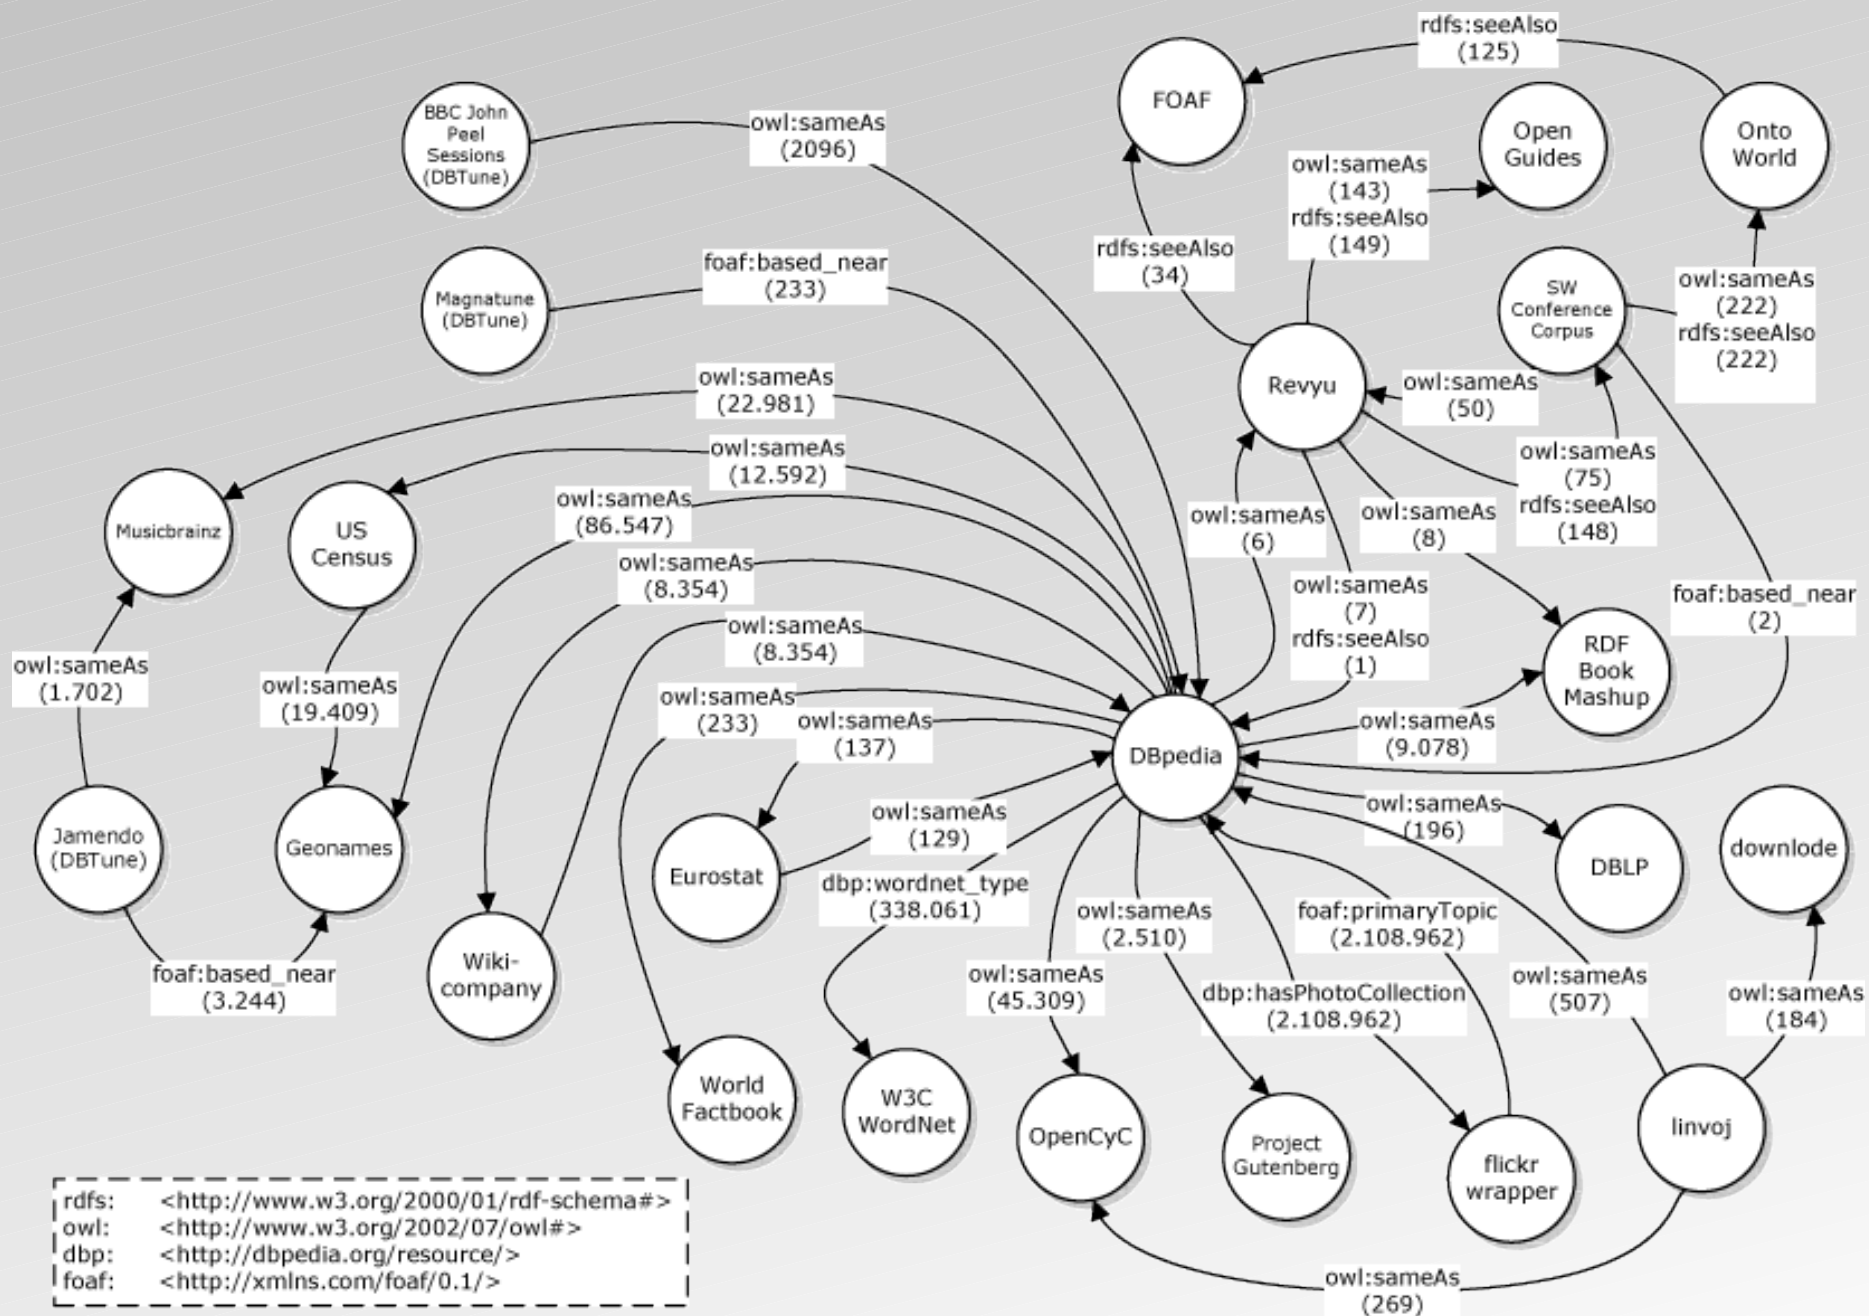 rdfs:seeAlso
(125)
FOAF
BBC John
Peel
Sessions
(DBTune)
owl:sameAs
(2096)
Open
Guides
Onto
World
owl:sameAs
(143)
rdfs:seeAlso
(149)
rdfs:seeAlso
(34)
foaf:based_near
(233)
Magnatune
(DBTune)
SW
Conference
Corpus
owl:sameAs
(222)
rdfs:seeAlso
(222)
owl:sameAs
(22.981)
Revyu
owl:sameAs
(50)
owl:sameAs
(12.592)
owl:sameAs
(75)
rdfs:seeAlso
(148)
owl:sameAs
(86.547)
Musicbrainz
US
Census
owl:sameAs
(6)
owl:sameAs
(8)
owl:sameAs
(8.354)
owl:sameAs
(7)
rdfs:seeAlso
(1)
foaf:based_near
(2)
owl:sameAs
(8.354)
RDF
Book
Mashup
owl:sameAs
(1.702)
owl:sameAs
(19.409)
owl:sameAs
(233)
owl:sameAs
(137)
owl:sameAs
(9.078)
DBpedia
owl:sameAs
(129)
owl:sameAs
(196)
Jamendo
(DBTune)
Geonames
Eurostat
DBLP
downlode
dbp:wordnet_type
(338.061)
owl:sameAs
(2.510)
foaf:primaryTopic
(2.108.962)
foaf:based_near
(3.244)
Wiki-
company
owl:sameAs
(45.309)
dbp:hasPhotoCollection
(2.108.962)
owl:sameAs
(507)
owl:sameAs
(184)
World
Factbook
W3C
WordNet
OpenCyC
Project
Gutenberg
flickr
wrapper
linvoj
owl:sameAs
(269)
rdfs: <http://www.w3.org/2000/01/rdf-schema#>
owl: <http://www.w3.org/2002/07/owl#>
dbp: <http://dbpedia.org/resource/>
foaf: <http://xmlns.com/foaf/0.1/>